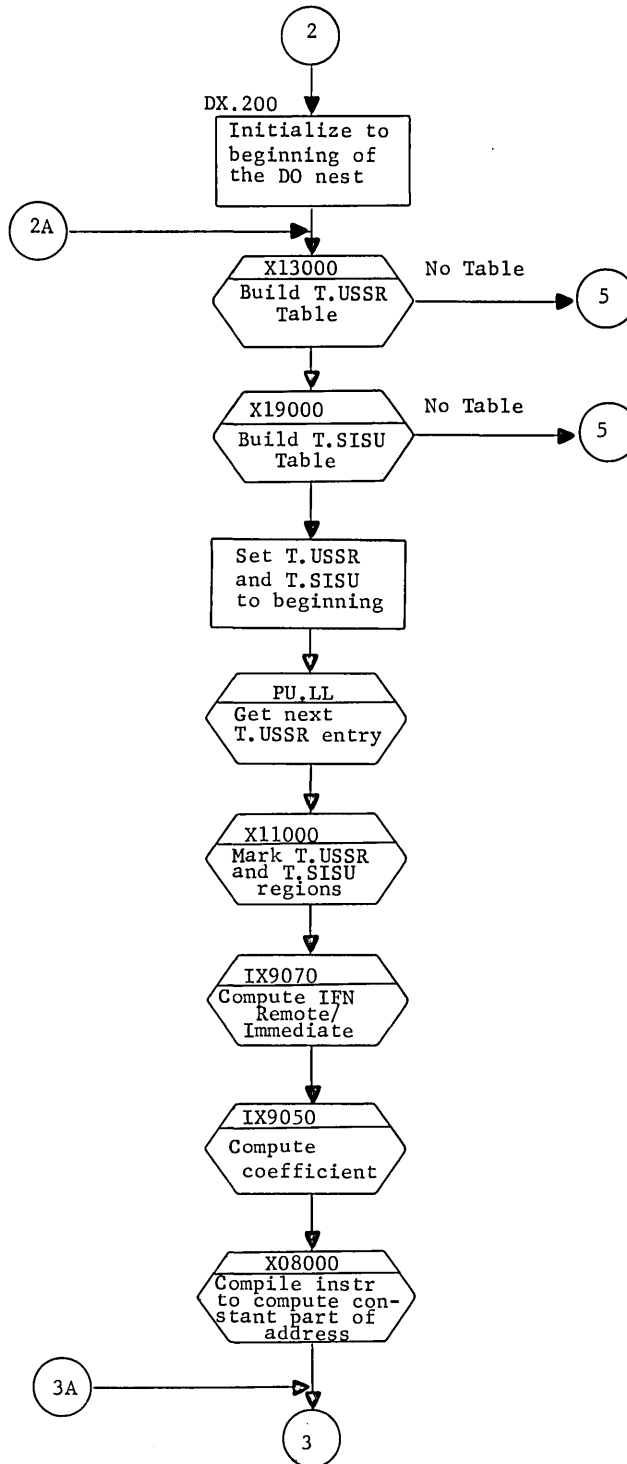 2
DX.200
Initialize to
beginning of
the DO nest
2A
X13000
No Table
Build T.USSR
Table
5
X19000
No Table
Build T.SISU
Table
5
Set T.USSR
and T.SISU
to beginning
PU.LL
Get next
T.USSR entry
X11000
Mark T.USSR
and T.SISU
regions
IX9070
Compute IFN
Remote/
Immediate
IX9050
Compute
coefficient
X08000
Compile instr
to compute con-
stant part of
address
3A
3